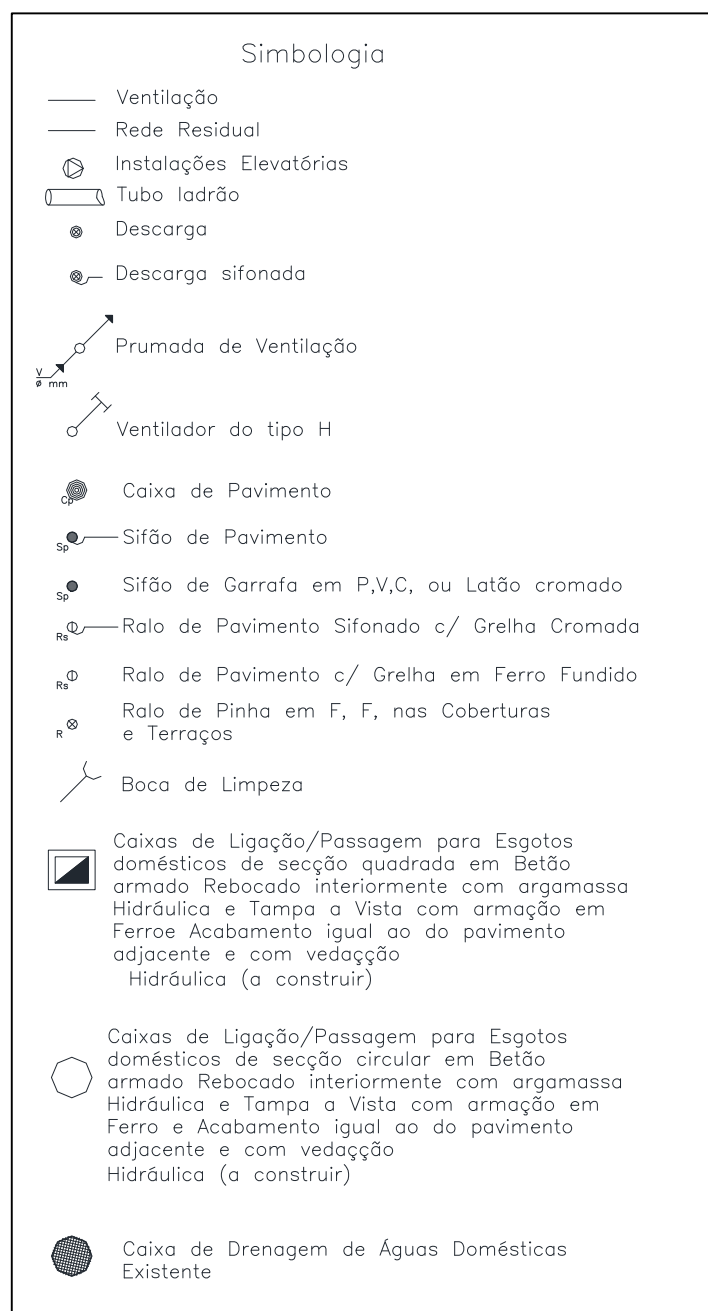 Simbologia
Ventilação
Rede Residual
Instalações Elevatórias
Tubo ladrão
Descarga
Descarga sifonada
Prumada de Ventilação
V
ø mm
Ventilador do tipo H
Cp
Caixa de Pavimento
Sp
Sifão de Pavimento
Sp
Sifão de Garrafa em P,V,C, ou Latão cromado
Rs
Ralo de Pavimento Sifonado c/ Grelha Cromada
Rs
Ralo de Pavimento c/ Grelha em Ferro Fundido
R
Ralo de Pinha em F, F, nas Coberturas
e Terraços
Boca de Limpeza
Caixas de Ligação/Passagem para Esgotos
domésticos de secção quadrada em Betão
armado Rebocado interiormente com argamassa
Hidráulica e Tampa a Vista com armação em
Ferroe Acabamento igual ao do pavimento
adjacente e com vedaçção
Hidráulica (a construir)
Caixas de Ligação/Passagem para Esgotos
domésticos de secção circular em Betão
armado Rebocado interiormente com argamassa
Hidráulica e Tampa a Vista com armação em
Ferro e Acabamento igual ao do pavimento
adjacente e com vedaçção
Hidráulica (a construir)
Caixa de Drenagem de Águas Domésticas
Existente